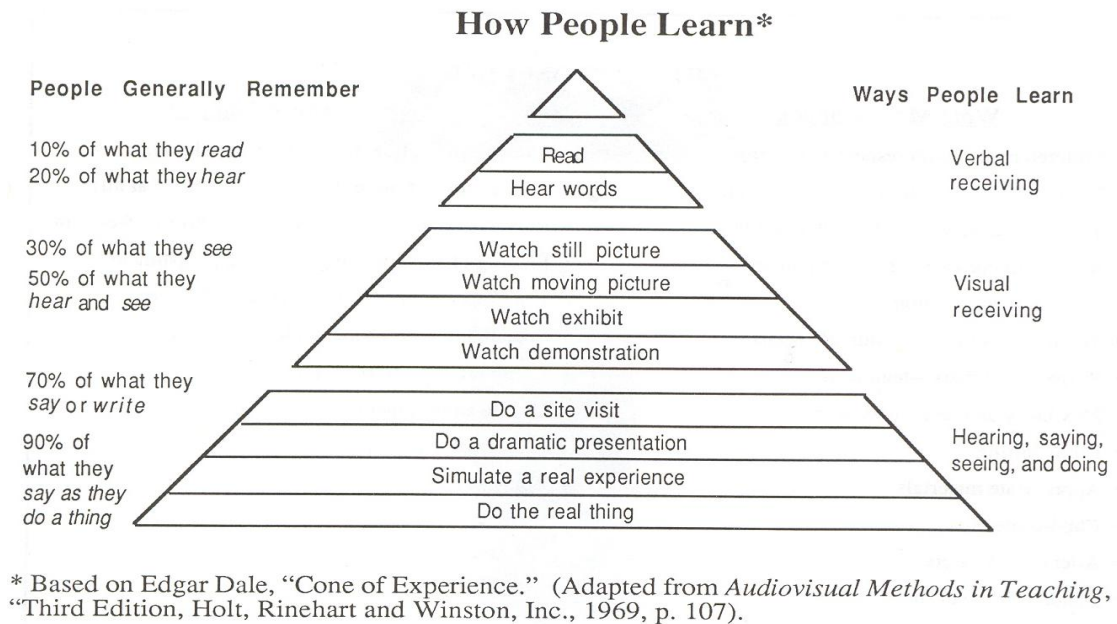 How People Learn*
People Generally Remember
10% of what they read
20% of what they hear
30% of what they see
50% of what they
hear and see
70% of what they
say or write
90% of
what they
say as they
do a thing
Read
Hear words
Watch still picture
Watch moving picture
Watch exhibit
Watch demonstration
Do a site visit
Do a dramatic presentation
Simulate a real experience
Do the real thing
Ways People Learn
Verbal
receiving
Visual
receiving
Hearing, saying,
seeing, and doing
* Based on Edgar Dale, “Cone of Experience.” (Adapted from Audiovisual Methods in Teaching,
“Third Edition, Holt, Rinehart and Winston, Inc., 1969, p. 107).